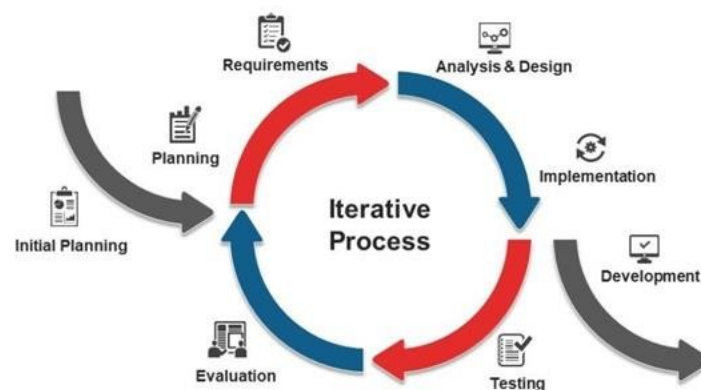 Requirements
Analysis & Design
Planning
Implementation
Iterative
Process
Initial Planning
Development
Evaluation
Testing